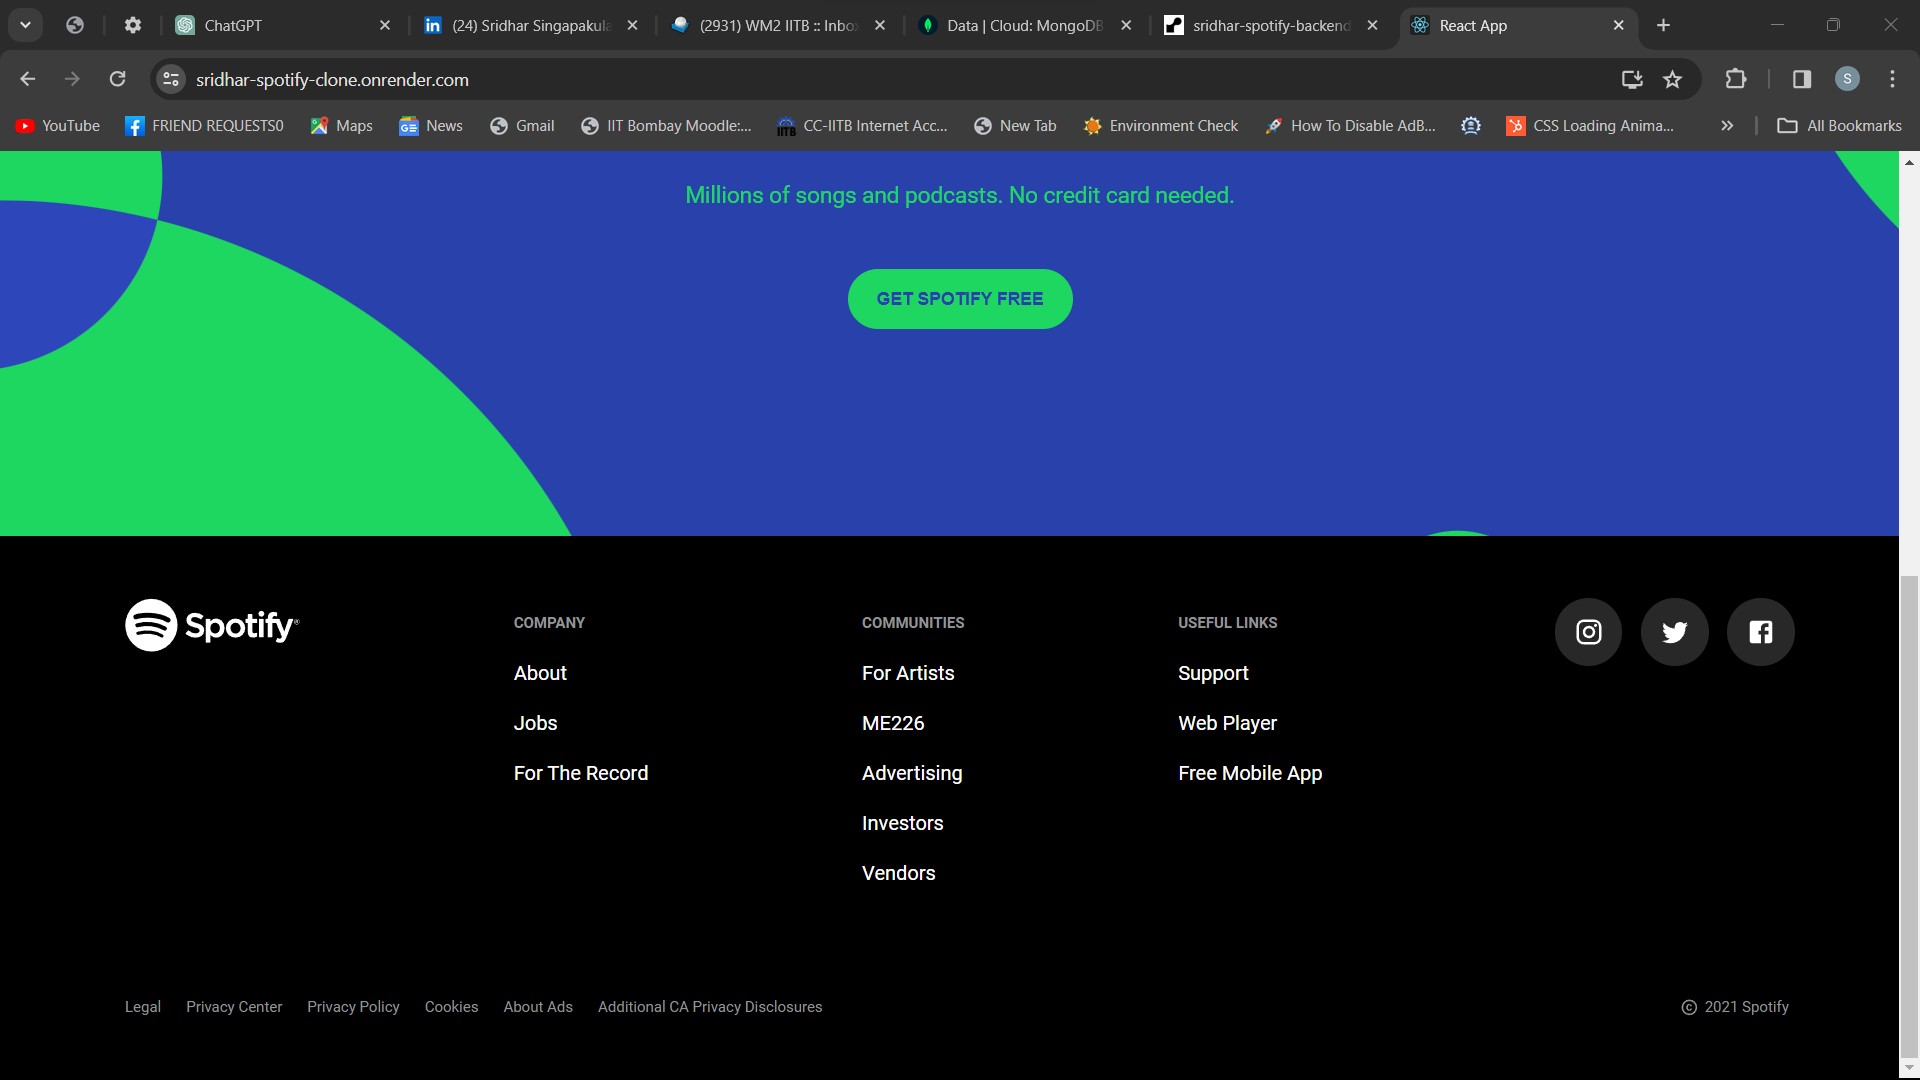 ChatGPT
(24) Sridhar Singapakula
(2931) WM2 IITB :: Inbox
Data | Cloud: MongoDB
sridhar-spotify-backend
React App
sridhar-spotify-clone.onrender.com
S
YouTube
FRIEND REQUESTS0
Maps
News
Gmail
IIT Bombay Moodle:...
CC-IITB Internet Acc...
New Tab
Environment Check
How To Disable AdB...
CSS Loading Anima...
All Bookmarks
Millions of songs and podcasts. No credit card needed.
GET SPOTIFY FREE
Spotify®
COMPANY
About
Jobs
For The Record
COMMUNITIES
For Artists
ME226
Advertising
Investors
Vendors
USEFUL LINKS
Support
Web Player
Free Mobile App
Legal
Privacy Center
Privacy Policy
Cookies
About Ads
Additional CA Privacy Disclosures
© 2021 Spotify